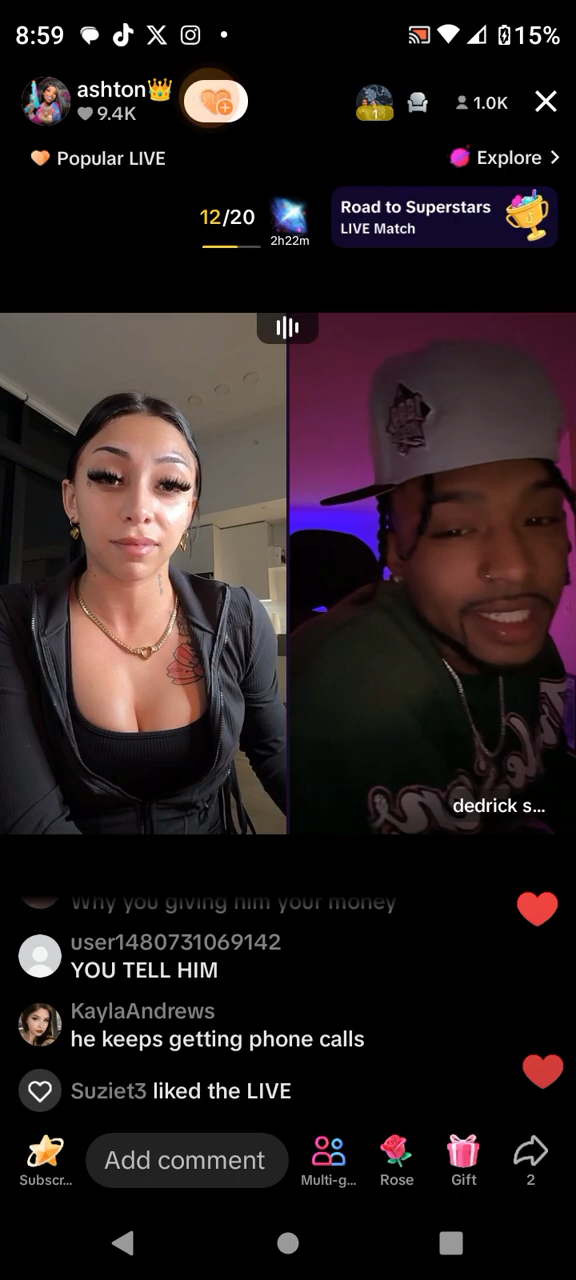 8:59
15%
ashton👑
9.4K
1
1.0K
Popular LIVE
Explore >
12/20
2h22m
Road to Superstars
LIVE Match
dedrick s...
Why you giving him your money
user1480731069142
YOU TELL HIM
KaylaAndrews
he keeps getting phone calls
Suziet3 liked the LIVE
Add comment
Subscr...
Multi-g...
Rose
Gift
2